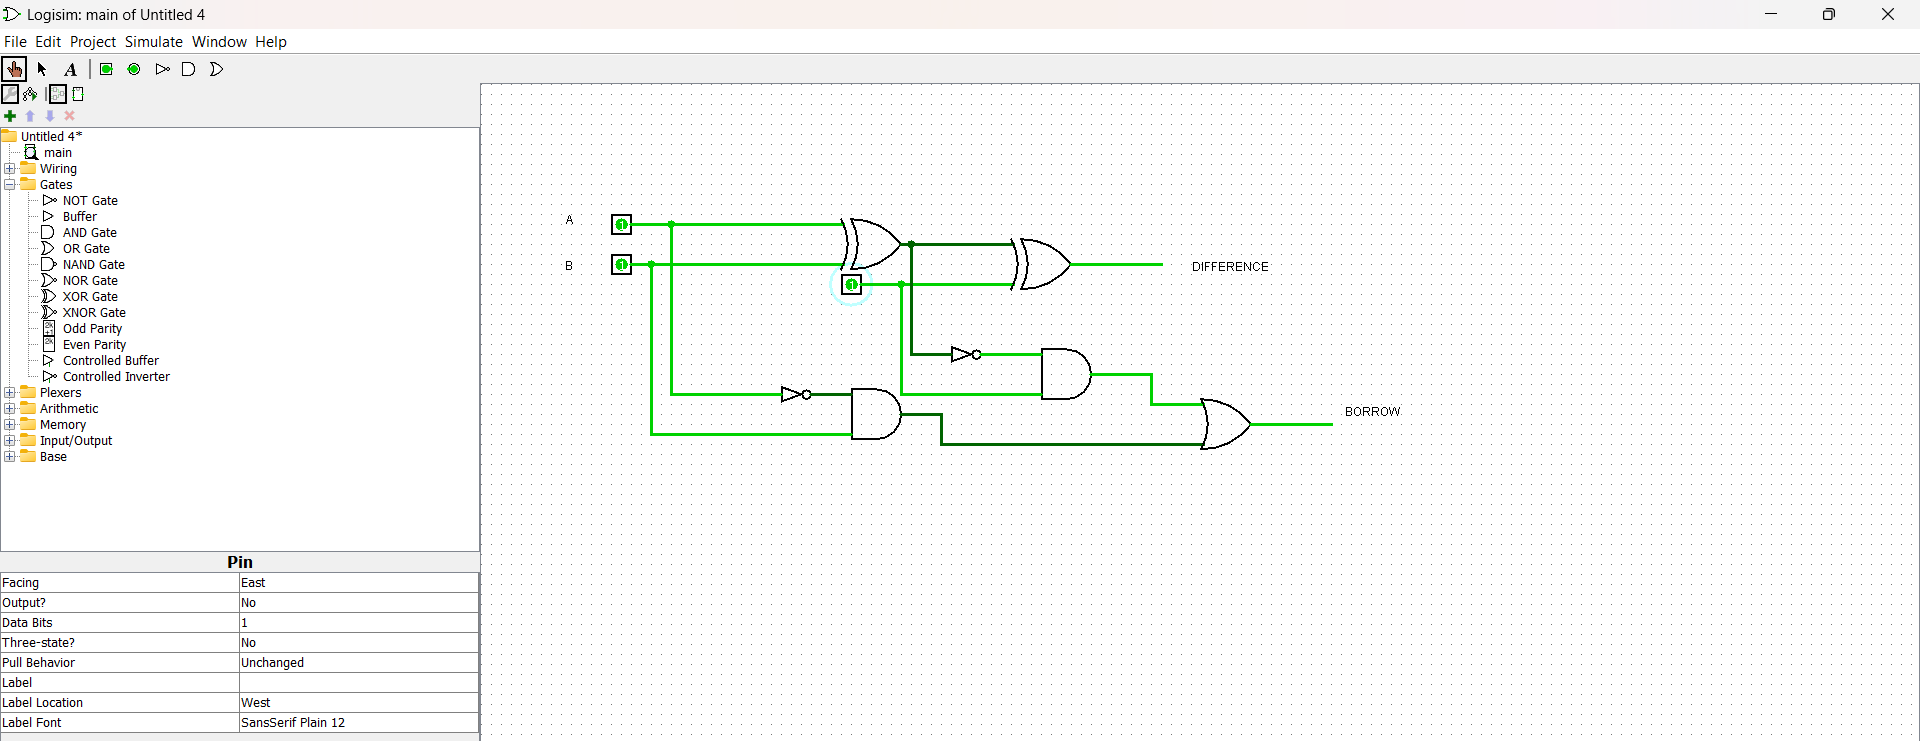 Logisim: main of Untitled 4
File Edit Project Simulate Window Help
A
Untitled 4*
main
Wiring
Gates
NOT Gate
Buffer
AND Gate
OR Gate
NAND Gate
NOR Gate
XOR Gate
XNOR Gate
Odd Parity
Even Parity
Controlled Buffer
Controlled Inverter
Plexers
Arithmetic
Memory
Input/Output
Base
Pin
Facing East
Output? No
Data Bits 1
Three-state? No
Pull Behavior Unchanged
Label
Label Location West
Label Font SansSerif Plain 12
A 1
B 1
1
DIFFERENCE
BORROW